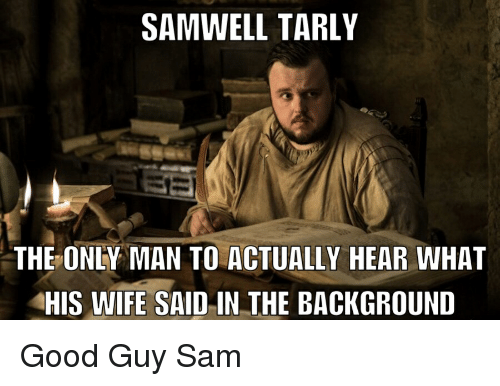 SAMWELL TARLY
THE ONLY MAN TO ACTUALLY HEAR WHAT
HIS WIFE SAID IN THE BACKGROUND
Good Guy Sam